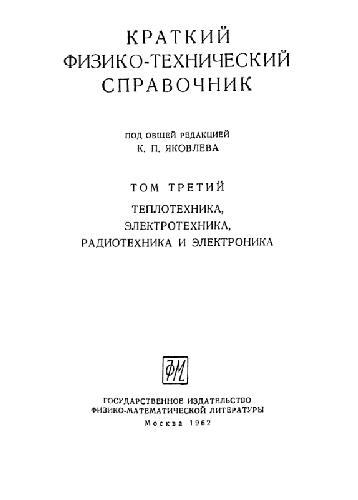 КРАТКИЙ
ФИЗИКО-ТЕХНИЧЕСКИЙ
СПРАВОЧНИК
ПОД ОБЩЕЙ РЕДАКЦИЕЙ
К. П. ЯКОВЛЕВА
ТОМ ТРЕТИЙ
ТЕПЛОТЕХНИКА,
ЭЛЕКТРОТЕХНИКА,
РАДИОТЕХНИКА И ЭЛЕКТРОНИКА
ФМ
ГОСУДАРСТВЕННОЕ ИЗДАТЕЛЬСТВО
ФИЗИКО-МАТЕМАТИЧЕСКОЙ ЛИТЕРАТУРЫ
Москва 1962